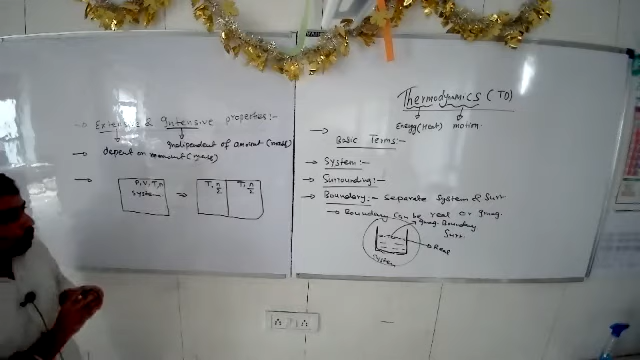 → Extensive & Intensive properties:-
Independent of amount (mass)
→ depend on amount (mass)
→
P, V, T, n
System
⇒
T, n/2
T, n/2
Thermodynamics (TD)
Energy (Heat) motion
→ Basic Terms:-
→ System:-
→ Surrounding:-
→ Boundary:- separate System & Surr
→ Boundary can be real or imag.
Imag. Boundary
Surr.
→ Real
System